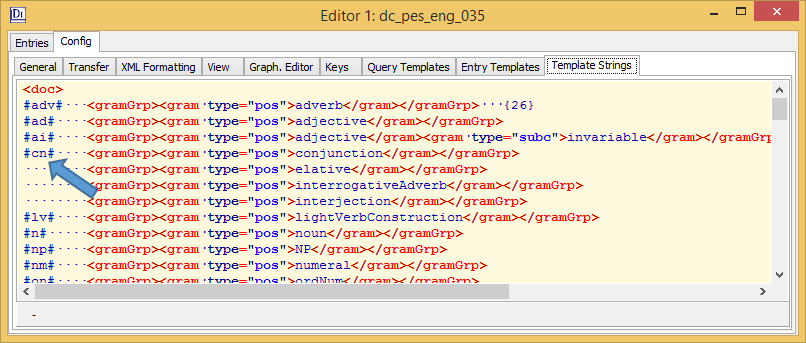 Editor 1: dc_pes_eng_035
Entries Config
General Transfer XML Formatting View Graph. Editor Keys Query Templates Entry Templates Template Strings
<doc>
#adv#····<gramGrp><gram·type="pos">adverb</gram></gramGrp>···{26}
#ad#····<gramGrp><gram·type="pos">adjective</gram></gramGrp>
#ai#····<gramGrp><gram·type="pos">adjective</gram><gram·type="subc">invariable</gram></gramGrp
#cn#····<gramGrp><gram·type="pos">conjunction</gram></gramGrp>
<gramGrp><gram·type="pos">elative</gram></gramGrp>
<gramGrp><gram·type="pos">interrogativeAdverb</gram></gramGrp>
<gramGrp><gram·type="pos">interjection</gram></gramGrp>
#lv#····<gramGrp><gram·type="pos">lightVerbConstruction</gram></gramGrp>
#n#·····<gramGrp><gram·type="pos">noun</gram></gramGrp>
#np#····<gramGrp><gram·type="pos">NP</gram></gramGrp>
#nm#····<gramGrp><gram·type="pos">numeral</gram></gramGrp>
#on#····<gramGrp><gram·type="pos">ordNum</gram></gramGrp>
-